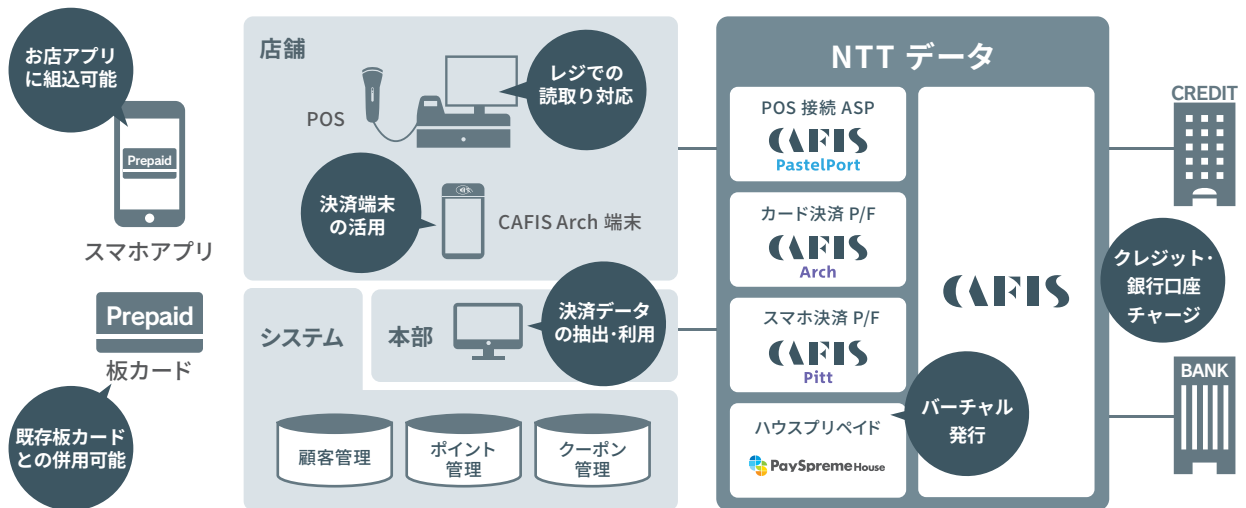 お店アプリ
に組込可能
Prepaid
スマホアプリ
Prepaid
板カード
既存板カード
との併用可能
店舗
POS
レジでの
読取り対応
決済端末
の活用
CAFIS Arch 端末
システム
本部
決済データ
の抽出・利用
顧客管理
ポイント
管理
クーポン
管理
NTT データ
POS 接続 ASP
CAFIS
PastelPort
カード決済 P/F
CAFIS
Arch
スマホ決済 P/F
CAFIS
Pitt
ハウスプリペイド
PaySpreme House
バーチャル
発行
CAFIS
CREDIT
クレジット・
銀行口座
チャージ
BANK